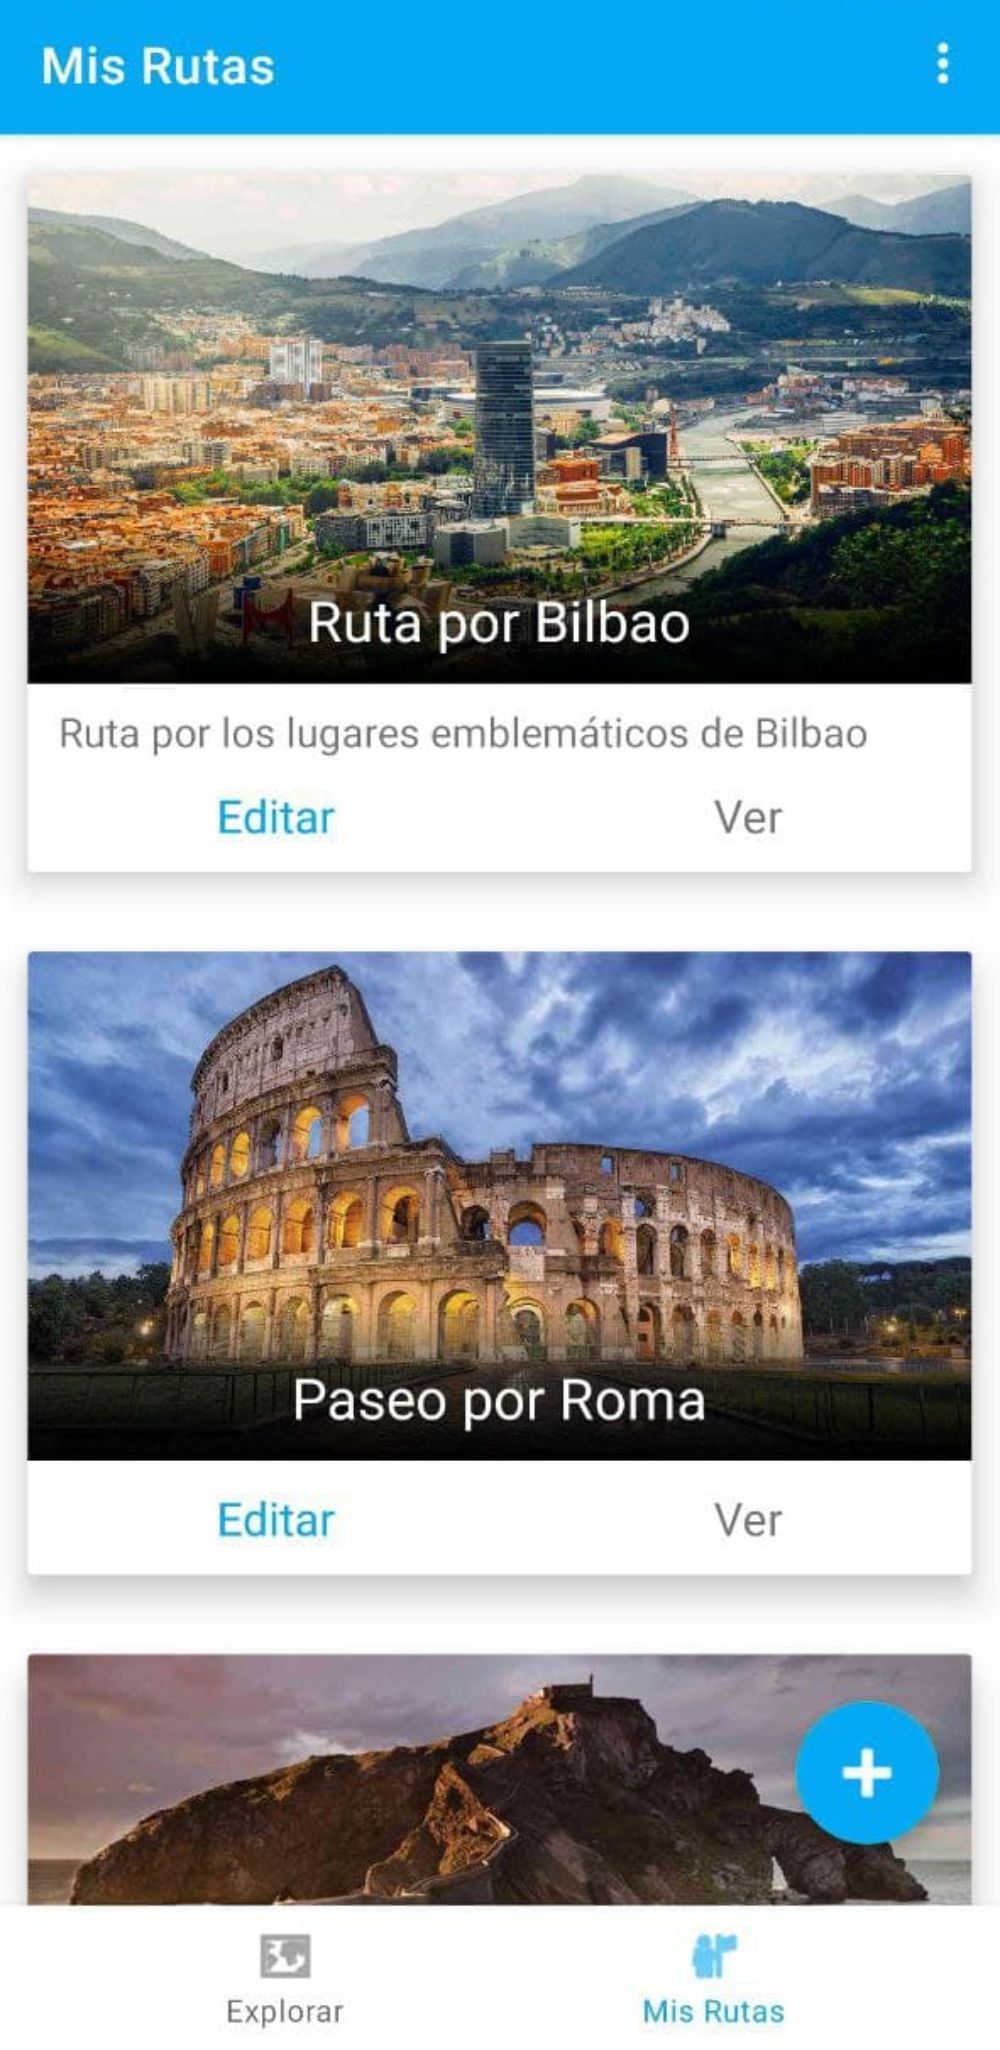 Mis Rutas
Ruta por Bilbao
Ruta por los lugares emblemáticos de Bilbao
Editar Ver
Paseo por Roma
Editar Ver
Explorar Mis Rutas